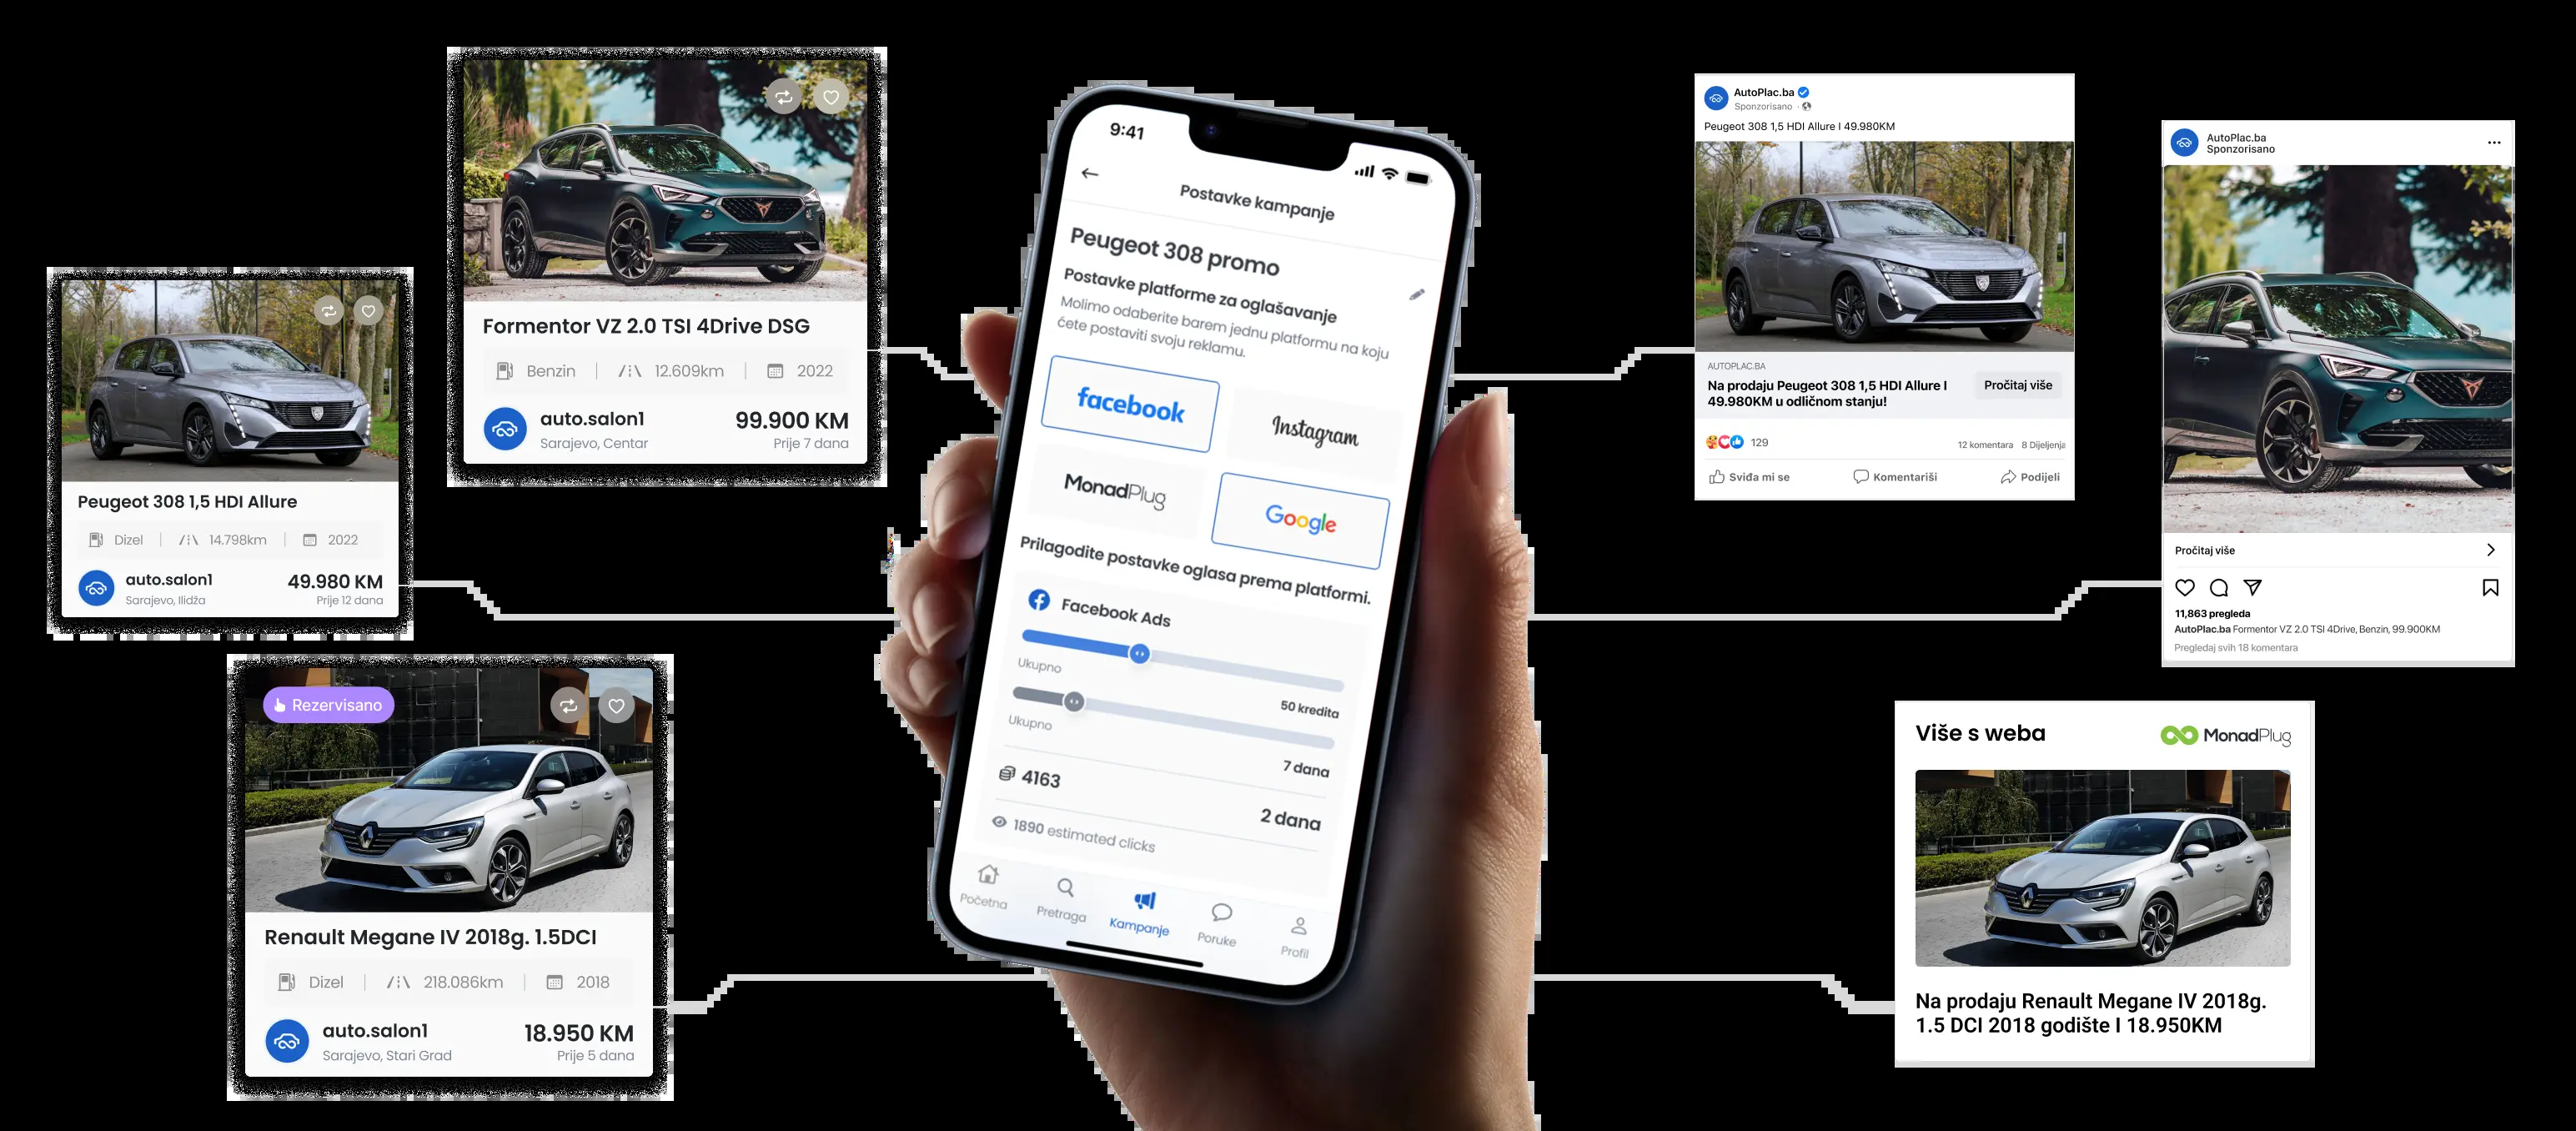 Formentor VZ 2.0 TSI 4Drive DSG
Benzin | 12.609km | 2022
auto.salon1
99.900 KM
Sarajevo, Centar
Prije 7 dana
Peugeot 308 1,5 HDI Allure
Dizel | 14.798km | 2022
auto.salon1
49.980 KM
Sarajevo, Ilidža
Prije 12 dana
Rezervisano
Renault Megane IV 2018g. 1.5DCI
Dizel | 218.086km | 2018
auto.salon1
18.950 KM
Sarajevo, Stari Grad
Prije 5 dana
9:41
Postavke kampanje
Peugeot 308 promo
Postavke platforme za oglašavanje
Molimo odaberite barem jednu platformu na koju
ćete postaviti svoju reklamu.
facebook
Instagram
MonadPlug
Google
Prilagodite postavke oglasa prema platformi.
Facebook Ads
Ukupno
50 kredita
Ukupno
7 dana
4163
2 dana
1890 estimated clicks
Početna
Pretraga
Kampanje
Poruke
Profil
AutoPlac.ba
Sponzorisano ·
Peugeot 308 1,5 HDI Allure I 49.980KM
AUTOPLAC.BA
Na prodaju Peugeot 308 1,5 HDI Allure I
49.980KM u odličnom stanju!
Pročitaj više
129
12 komentara
8 Dijeljenja
Sviđa mi se
Komentariši
Podijeli
AutoPlac.ba
Sponzorisano
Pročitaj više
11,863 pregleda
AutoPlac.ba Formentor VZ 2.0 TSI 4Drive, Benzin, 99.900KM
Pregledaj svih 18 komentara
Više s weba
MonadPlug
Na prodaju Renault Megane IV 2018g.
1.5 DCI 2018 godište I 18.950KM